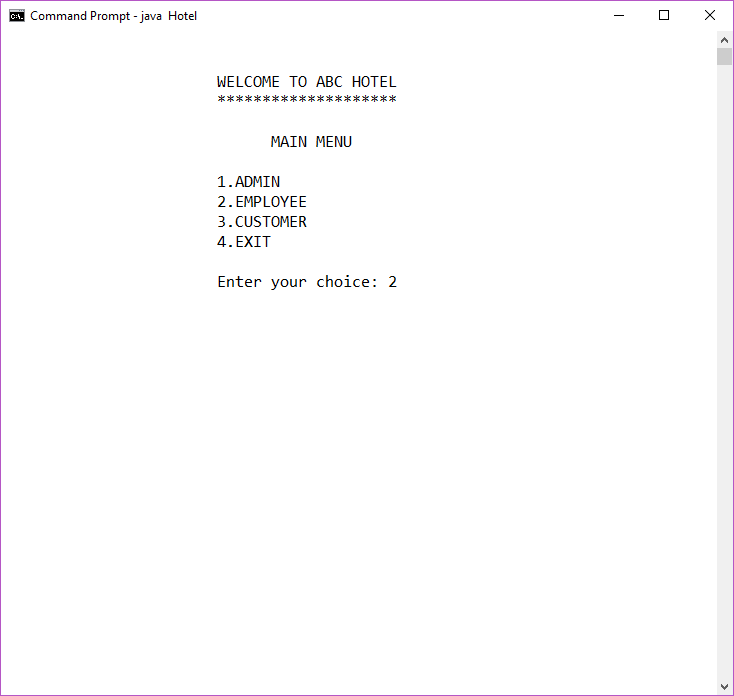 Command Prompt - java  Hotel
WELCOME TO ABC HOTEL
********************
MAIN MENU
1.ADMIN
2.EMPLOYEE
3.CUSTOMER
4.EXIT
Enter your choice: 2